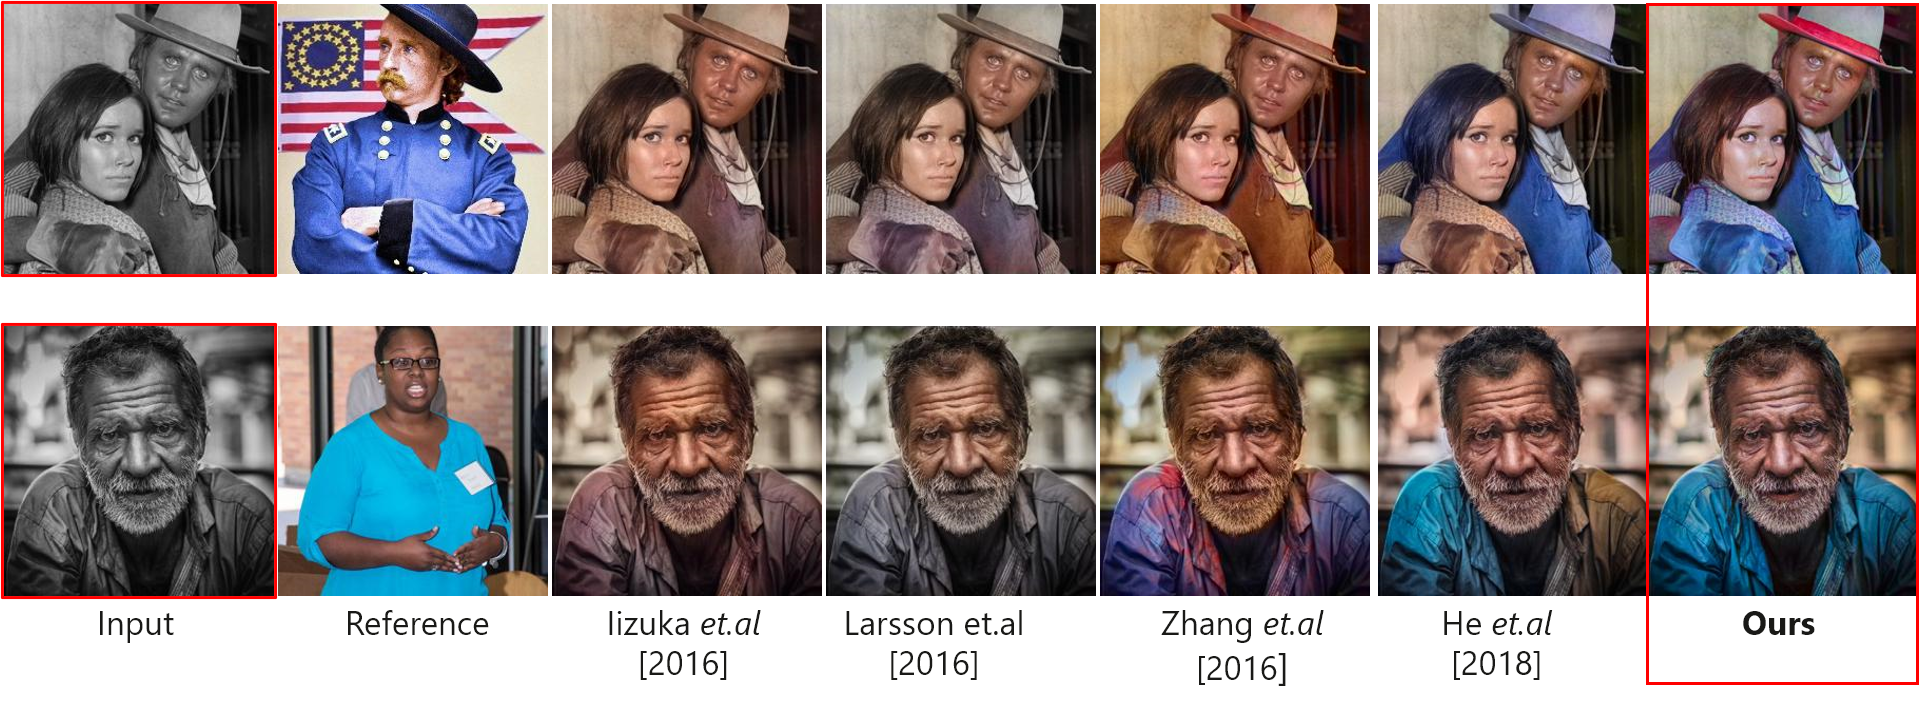 Input
Reference
Iizuka et.al
[2016]
Larsson et.al
[2016]
Zhang et.al
[2016]
He et.al
[2018]
Ours